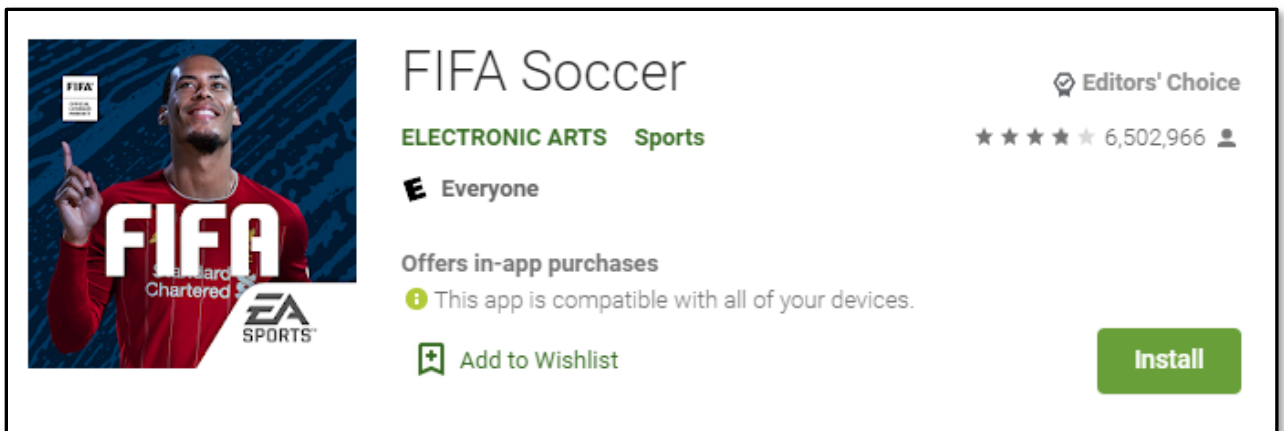 FIFA
FIFA Soccer
Editors' Choice
ELECTRONIC ARTS Sports
6,502,966
E Everyone
FIFA
Standard
Chartered
EA
SPORTS
Offers in-app purchases
This app is compatible with all of your devices.
Add to Wishlist
Install